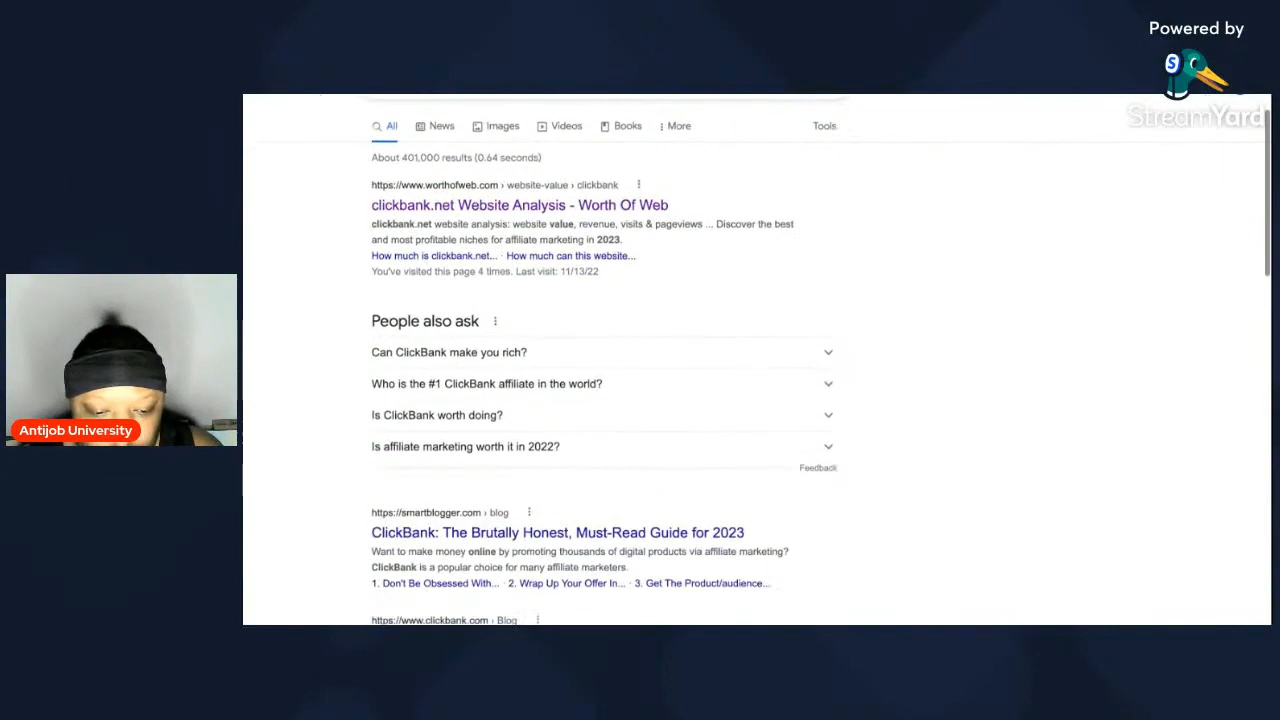 Powered by
S
StreamYard
All News Images Videos Books More Tools
About 401,000 results (0.64 seconds)
https://www.worthofweb.com › website-value › clickbank
clickbank.net Website Analysis - Worth Of Web
clickbank.net website analysis: website value, revenue, visits & pageviews ... Discover the best
and most profitable niches for affiliate marketing in 2023.
How much is clickbank.net... · How much can this website...
You've visited this page 4 times. Last visit: 11/13/22
People also ask
Can ClickBank make you rich?
Who is the #1 ClickBank affiliate in the world?
Is ClickBank worth doing?
Is affiliate marketing worth it in 2022?
Feedback
Antijob University
https://smartblogger.com › blog
ClickBank: The Brutally Honest, Must-Read Guide for 2023
Want to make money online by promoting thousands of digital products via affiliate marketing?
ClickBank is a popular choice for many affiliate marketers.
1. Don't Be Obsessed With... · 2. Wrap Up Your Offer In... · 3. Get The Product/audience...
https://www.clickbank.com › Blog